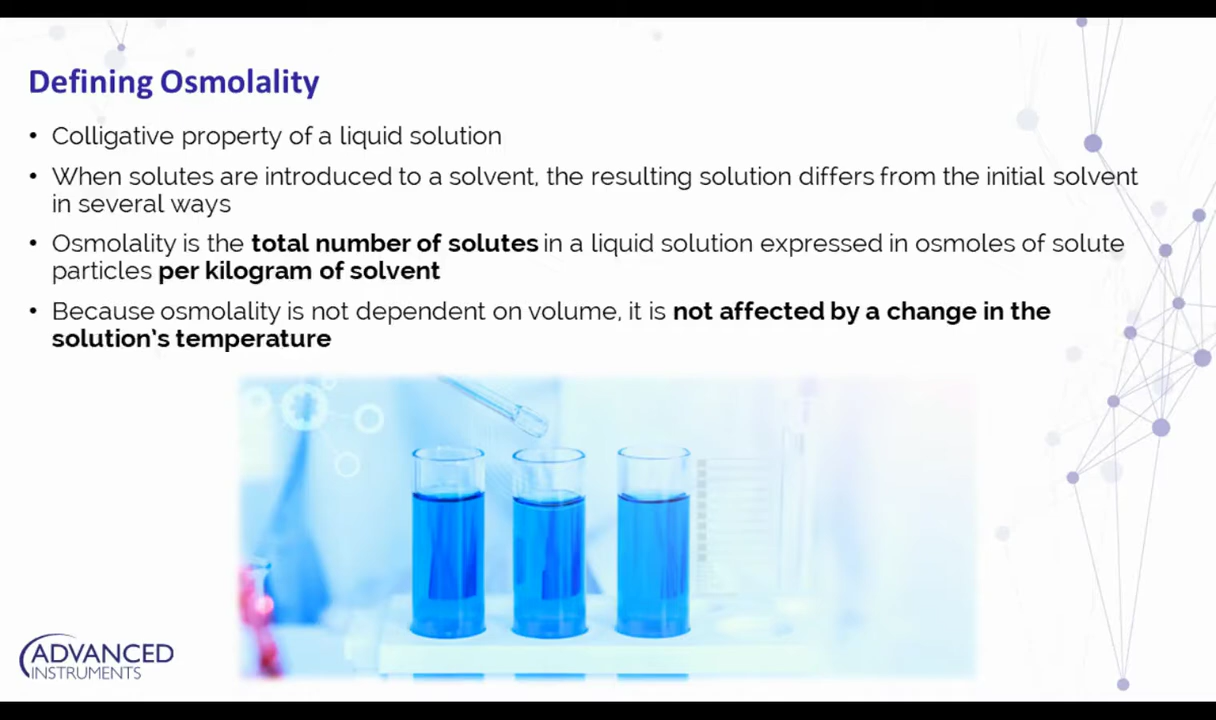 Defining Osmolality
• Colligative property of a liquid solution
• When solutes are introduced to a solvent, the resulting solution differs from the initial solvent
in several ways
• Osmolality is the total number of solutes in a liquid solution expressed in osmoles of solute
particles per kilogram of solvent
• Because osmolality is not dependent on volume, it is not affected by a change in the
solution's temperature
ADVANCED
INSTRUMENTS